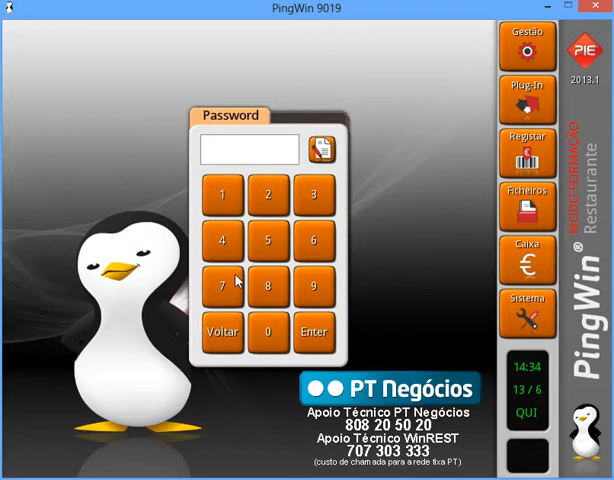 PingWin 9019
Password
1
2
3
4
5
6
7
8
9
Voltar
0
Enter
PT Negócios
Apoio Técnico PT Negócios
808 20 50 20
Apoio Técnico WinREST
707 303 333
(custo de chamada para a rede fixa PT)
Gestão
Plug-In
Registar
Ficheiros
Caixa
€
Sistema
14:34
13 / 6
QUI
PIE
2013.1
MODO FORMAÇÃO
Restaurante
PingWin®